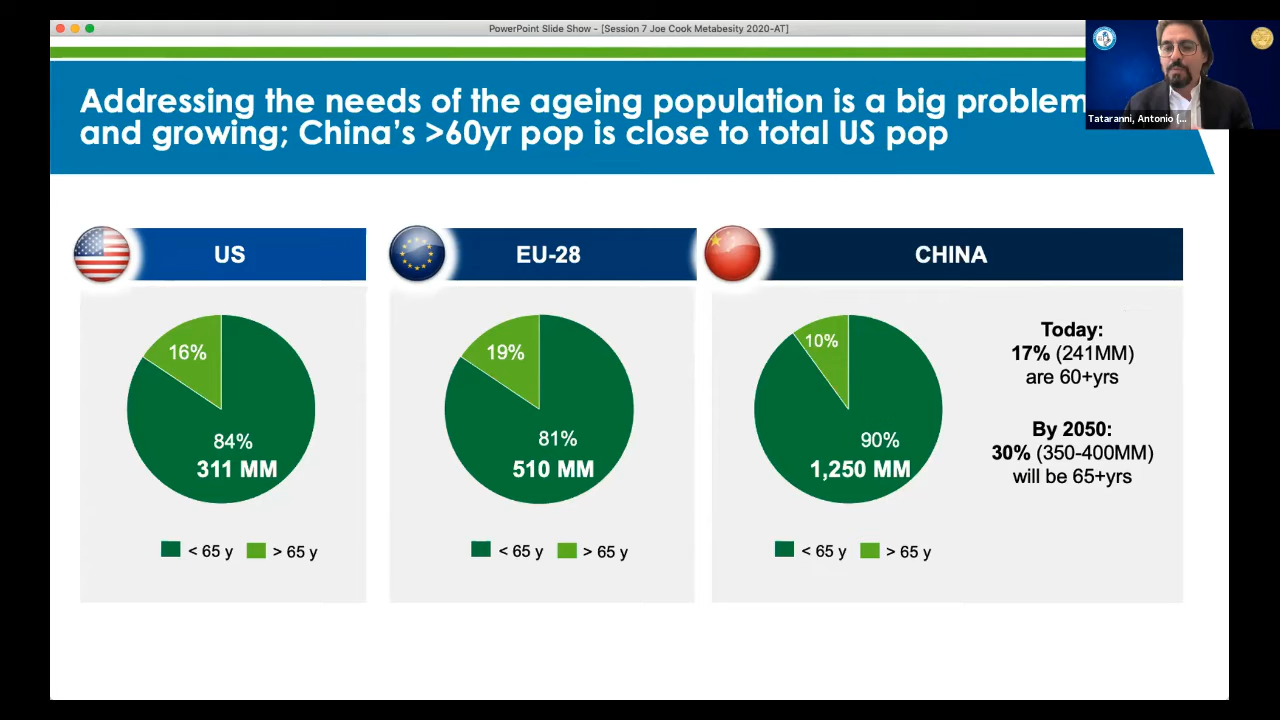 PowerPoint Slide Show - [Session 7 Joe Cook Metabesity 2020-AT]
Tataranni, Antonio {...
Addressing the needs of the ageing population is a big problem
and growing; China's >60yr pop is close to total US pop
US
16%
84%
311 MM
< 65 y > 65 y
EU-28
19%
81%
510 MM
< 65 y > 65 y
CHINA
10%
90%
1,250 MM
< 65 y > 65 y
Today:
17% (241MM)
are 60+yrs
By 2050:
30% (350-400MM)
will be 65+yrs